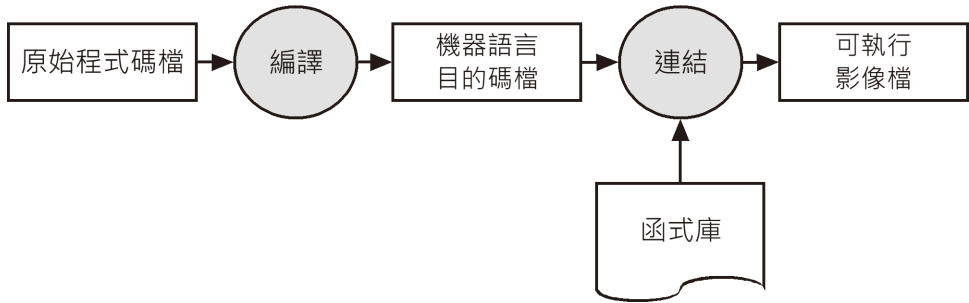 原始程式碼檔
編譯
機器語言
目的碼檔
連結
可執行
影像檔
函式庫